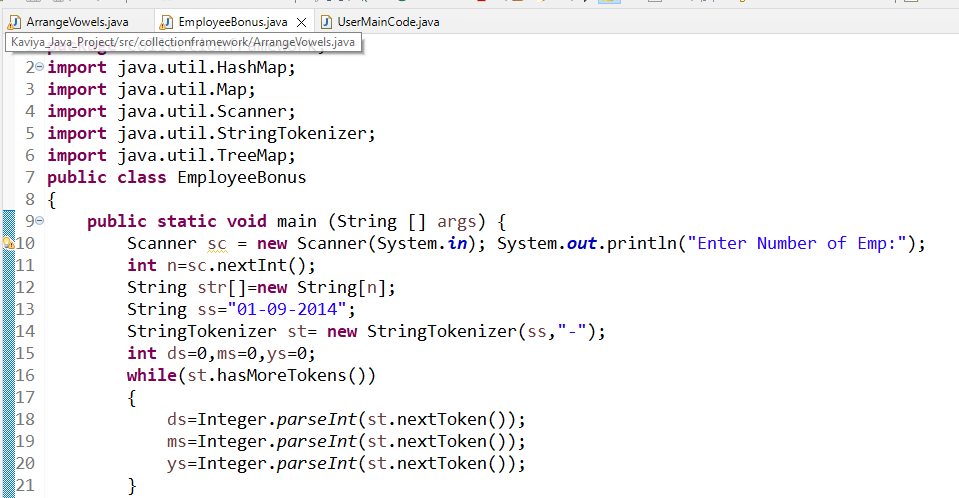 ArrangeVowels.java EmployeeBonus.java UserMainCode.java
Kaviya_Java_Project/src/collectionframework/ArrangeVowels.java
2 import java.util.HashMap;
3 import java.util.Map;
4 import java.util.Scanner;
5 import java.util.StringTokenizer;
6 import java.util.TreeMap;
7 public class EmployeeBonus
8 {
9 public static void main (String [] args) {
10 Scanner sc = new Scanner(System.in); System.out.println("Enter Number of Emp:");
11 int n=sc.nextInt();
12 String str[]=new String[n];
13 String ss="01-09-2014";
14 StringTokenizer st= new StringTokenizer(ss,"-");
15 int ds=0,ms=0,ys=0;
16 while(st.hasMoreTokens())
17 {
18 ds=Integer.parseInt(st.nextToken());
19 ms=Integer.parseInt(st.nextToken());
20 ys=Integer.parseInt(st.nextToken());
21 }